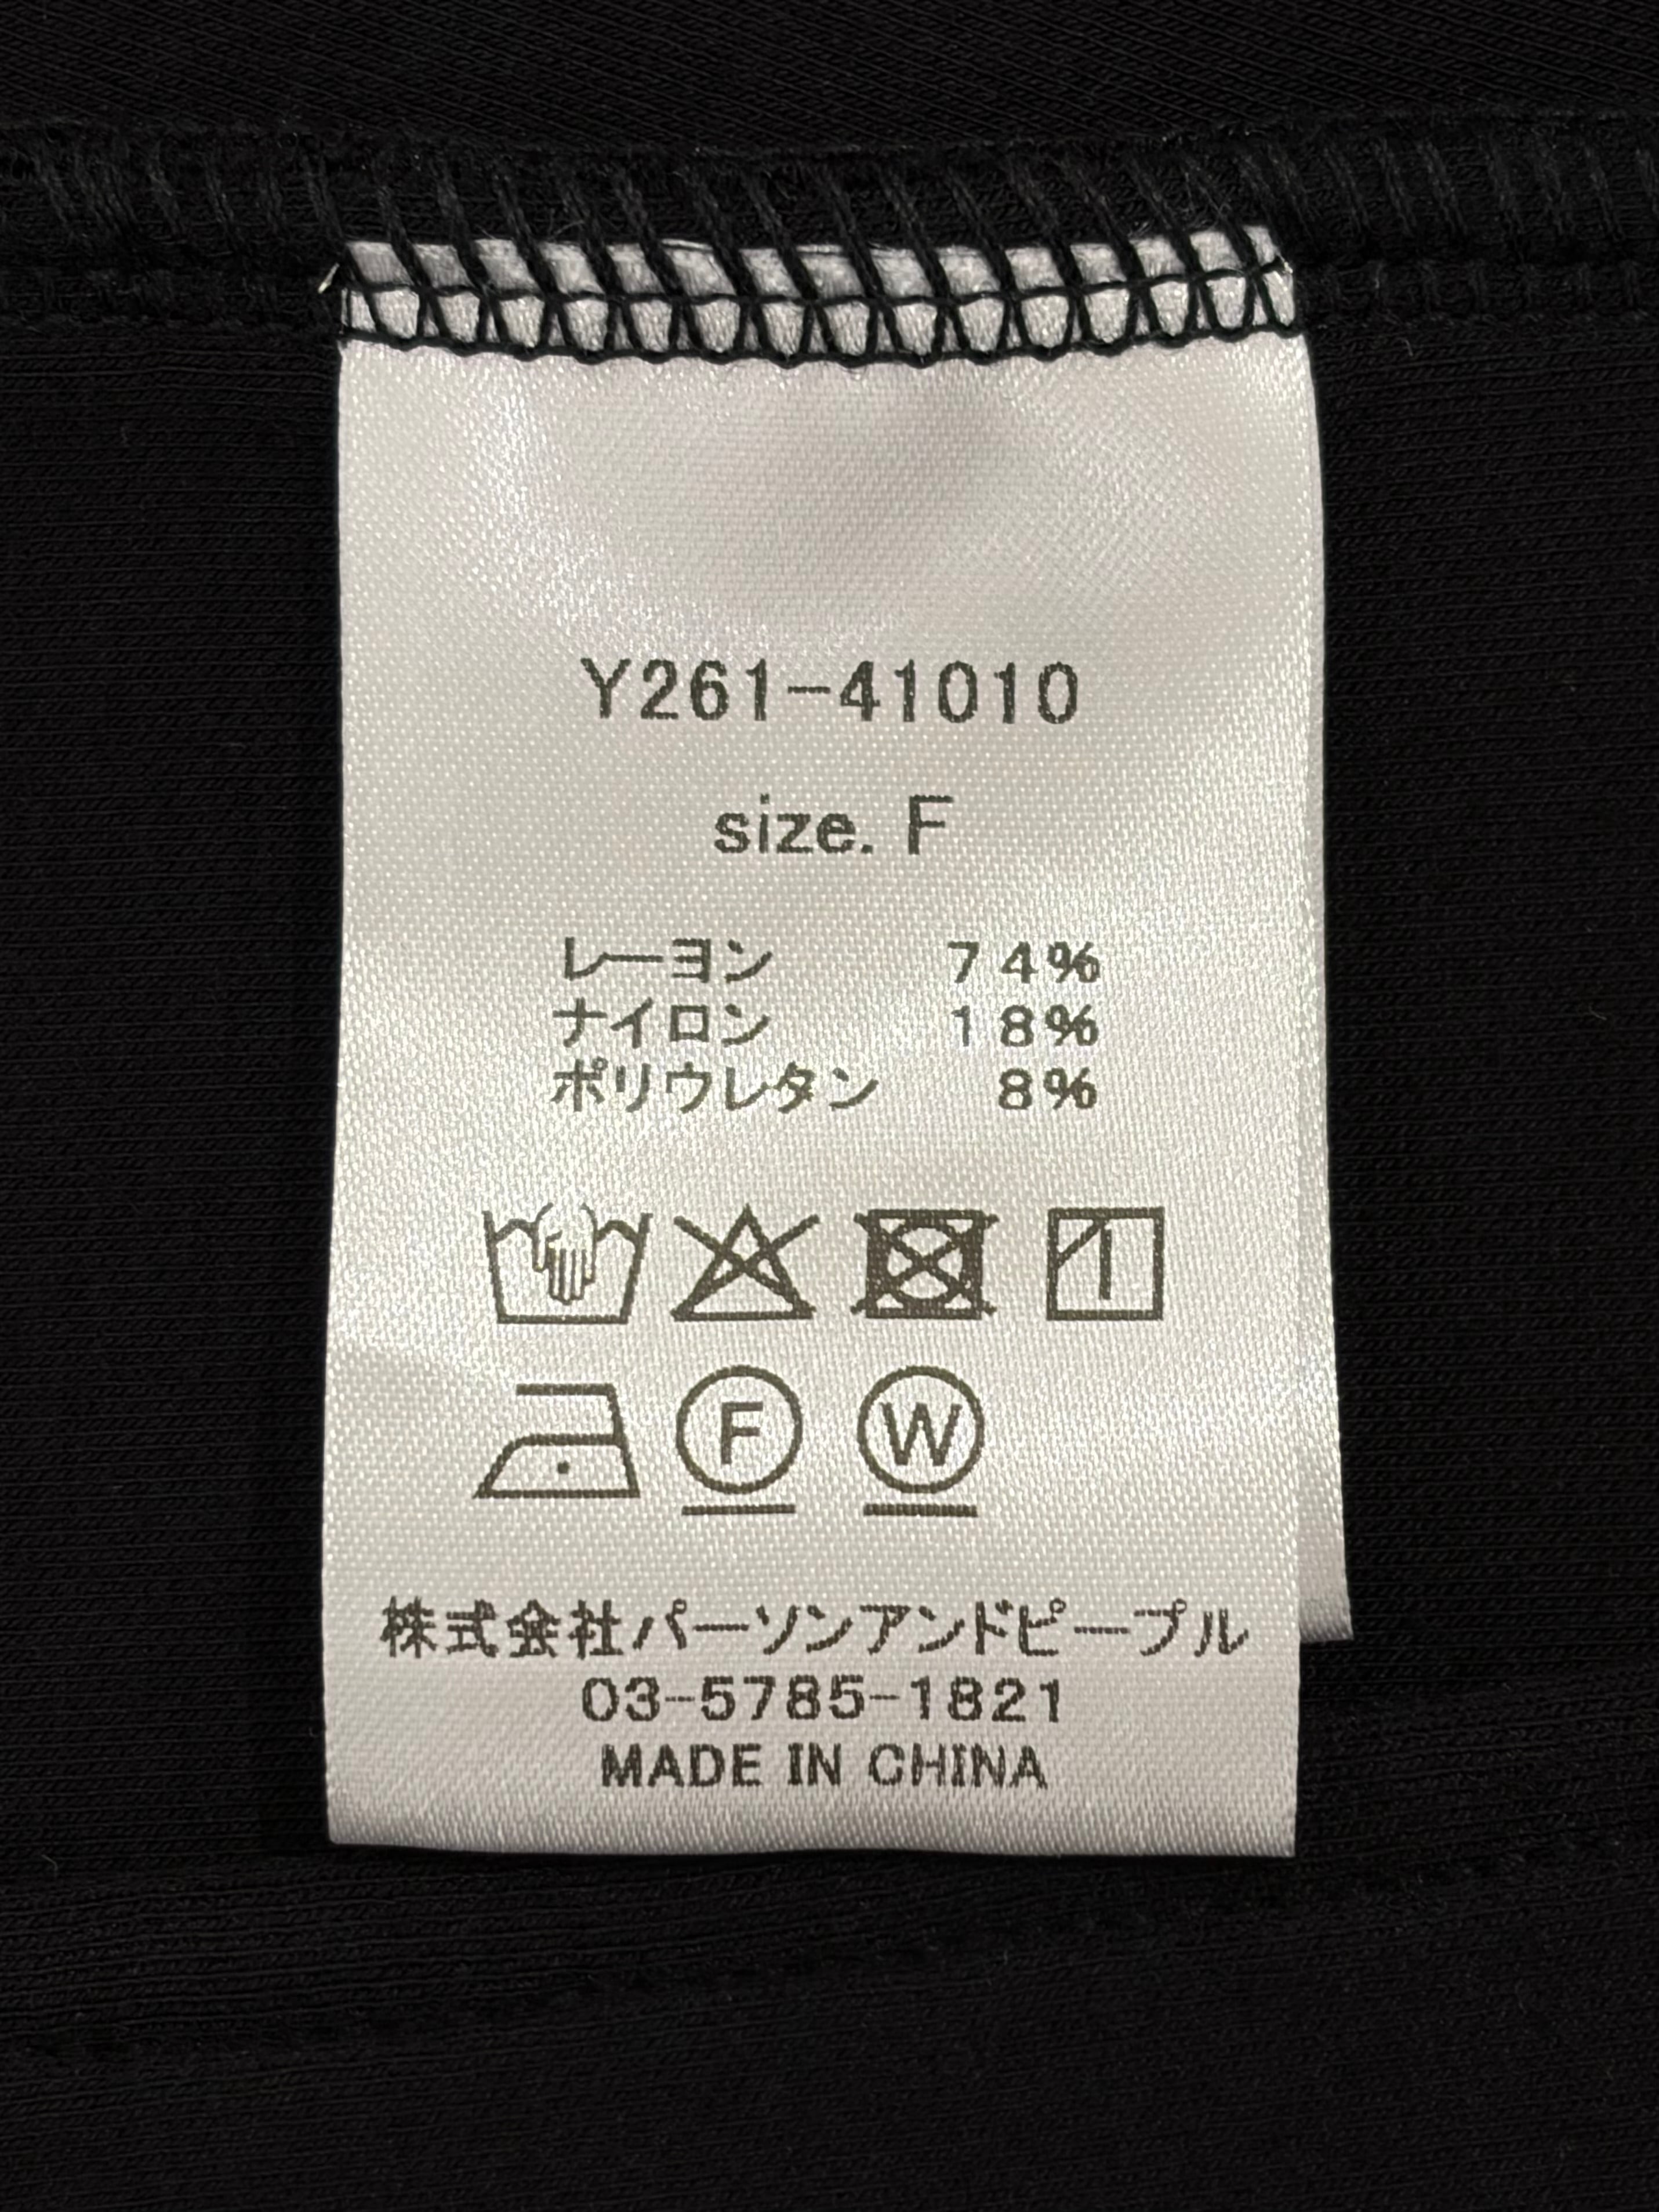 Y261-41010
size. F
レーヨン 74%
ナイロン 18%
ポリウレタン 8%
F W
株式会社パーソンアンドピープル
03-5785-1821
MADE IN CHINA